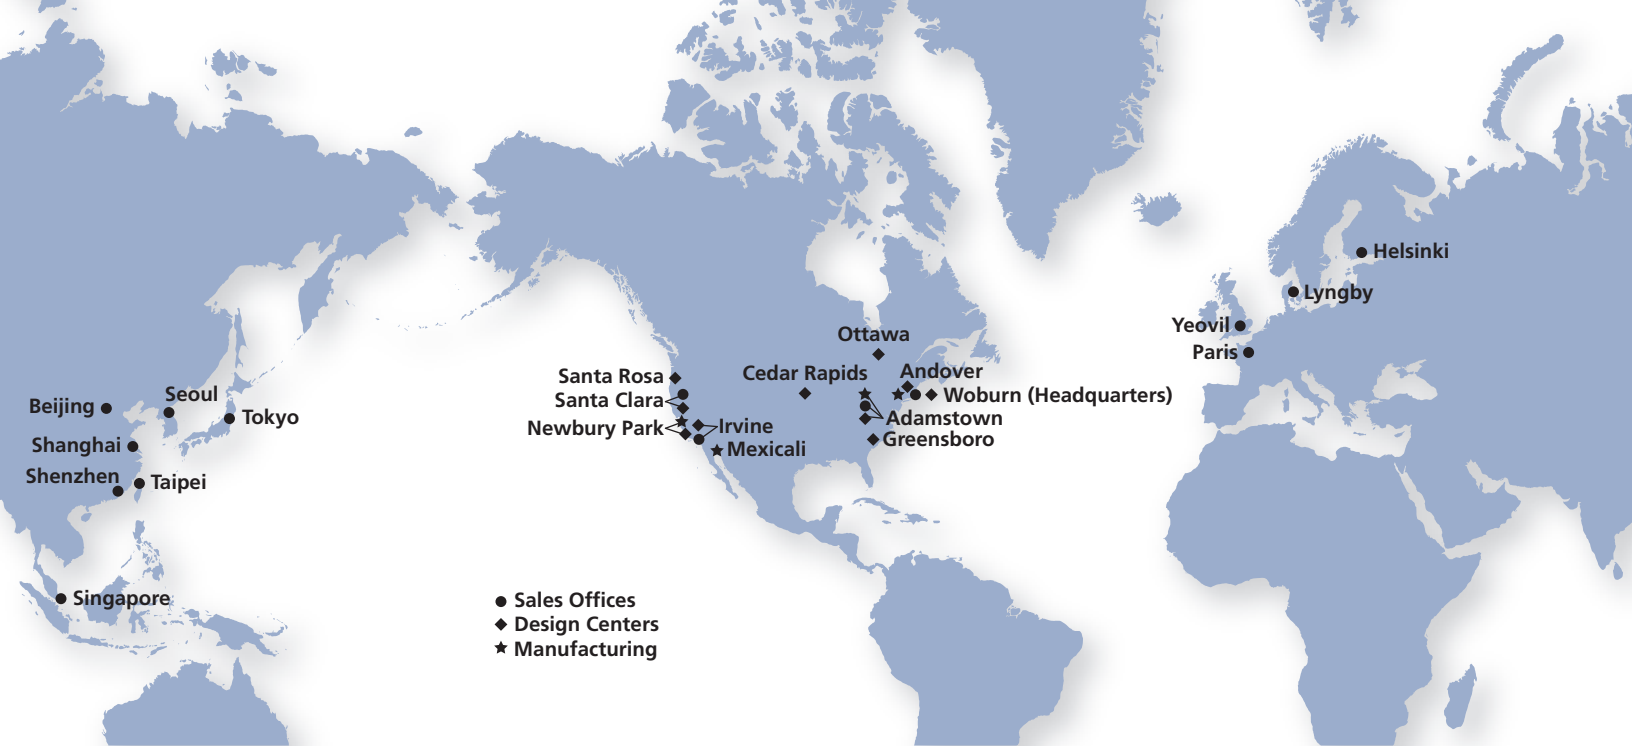 Helsinki
Lyngby
Yeovil
Paris
Ottawa
Cedar Rapids
Andover
Woburn (Headquarters)
Adamstown
Greensboro
Santa Rosa
Santa Clara
Newbury Park
Irvine
Mexicali
Seoul
Beijing
Tokyo
Shanghai
Shenzhen
Taipei
Singapore
Sales Offices
Design Centers
Manufacturing